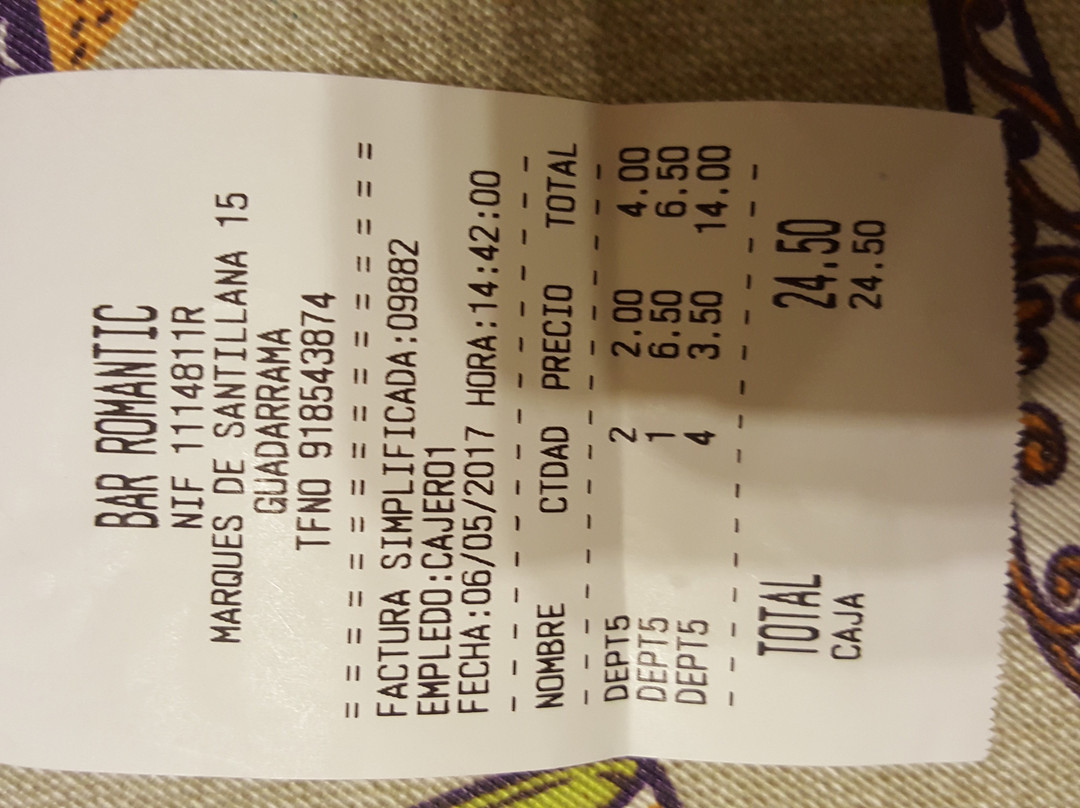 BAR ROMANTIC
NIF 1114811R
MARQUES DE SANTILLANA 15
GUADARRAMA
TFNO 918543874
= = = = = = = = = = = = = = = = = =
FACTURA SIMPLIFICADA:09882
EMPLEDO:CAJERO1
FECHA:06/05/2017 HORA:14:42:00
- - - - - - - - - - - - - - - - - -
NOMBRE CTDAD PRECIO TOTAL
- - - - - - - - - - - - - - - - - -
DEPT5 2 2.00 4.00
DEPT5 1 6.50 6.50
DEPT5 4 3.50 14.00
- - - - - - - - - - - - - - - - - -
TOTAL 24.50
CAJA 24.50